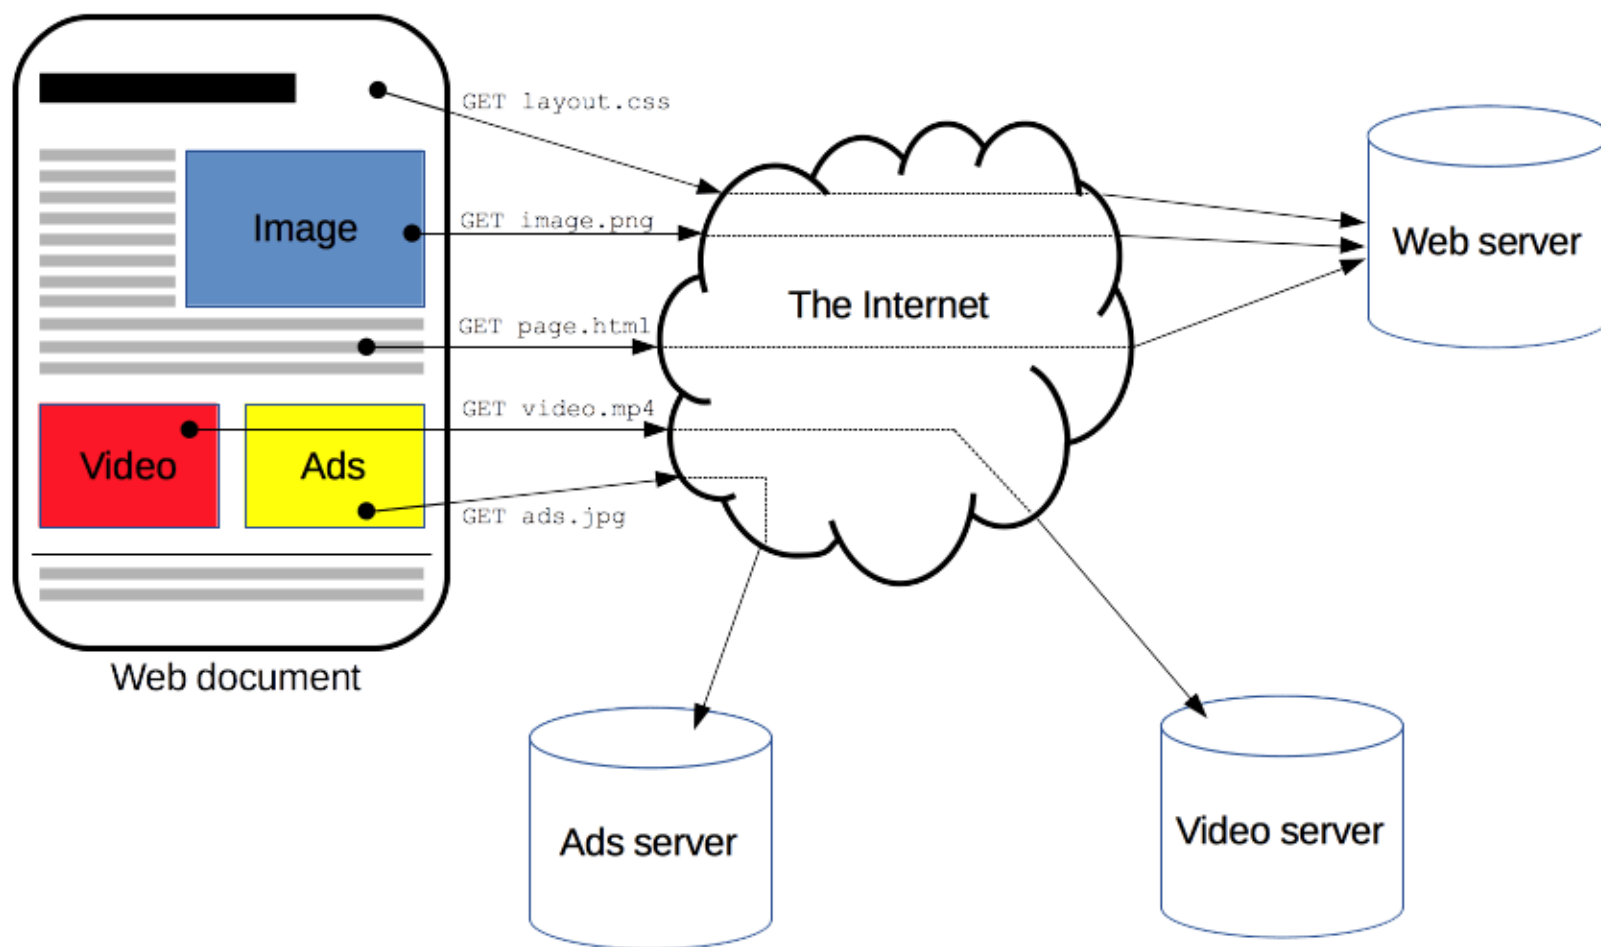 GET layout.css
Image
GET image.png
Web server
The Internet
GET page.html
GET video.mp4
Video
Ads
GET ads.jpg
Web document
Ads server
Video server